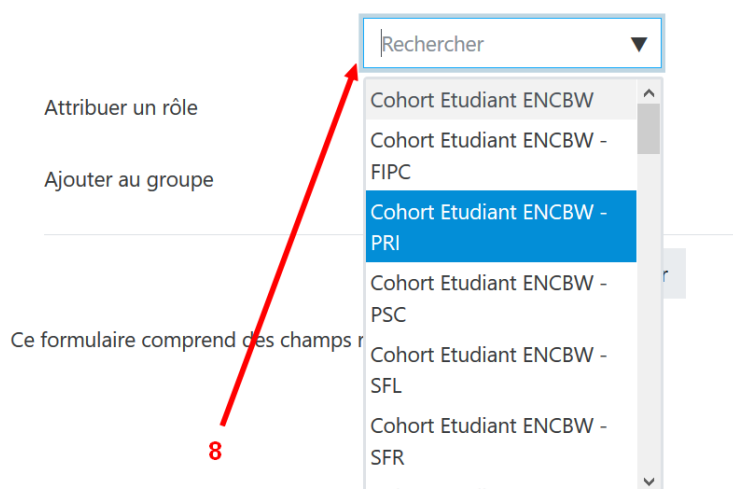 Rechercher ▼
Cohort Etudiant ENCBW
Attribuer un rôle
Cohort Etudiant ENCBW -
FIPC
Ajouter au groupe
Cohort Etudiant ENCBW -
PRI
Cohort Etudiant ENCBW -
PSC
r
Ce formulaire comprend des champs r
Cohort Etudiant ENCBW -
SFL
Cohort Etudiant ENCBW -
SFR
8